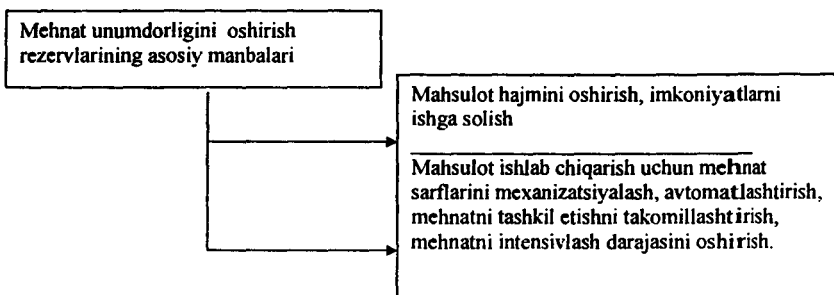 Mehnat unumdorligini oshirish
rezervlarining asosiy manbalari
Mahsulot hajmini oshirish, imkoniyatlarni
ishga solish
Mahsulot ishlab chiqarish uchun mehnat
sarflarini mexanizatsiyalash, avtomatlashtirish,
mehnatni tashkil etishni takomillashtirish,
mehnatni intensivlash darajasini oshirish.